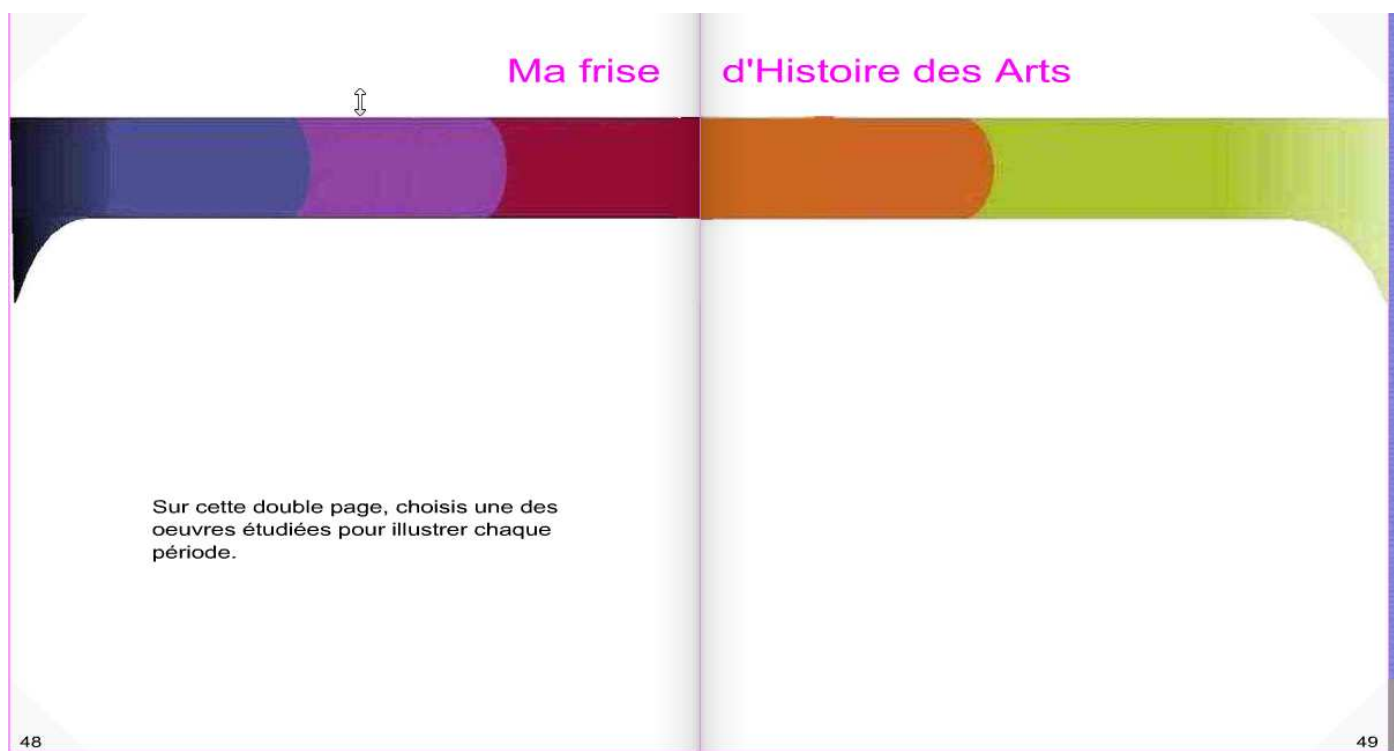 Ma frise d'Histoire des Arts
Sur cette double page, choisis une des
oeuvres étudiées pour illustrer chaque
période.
48
49